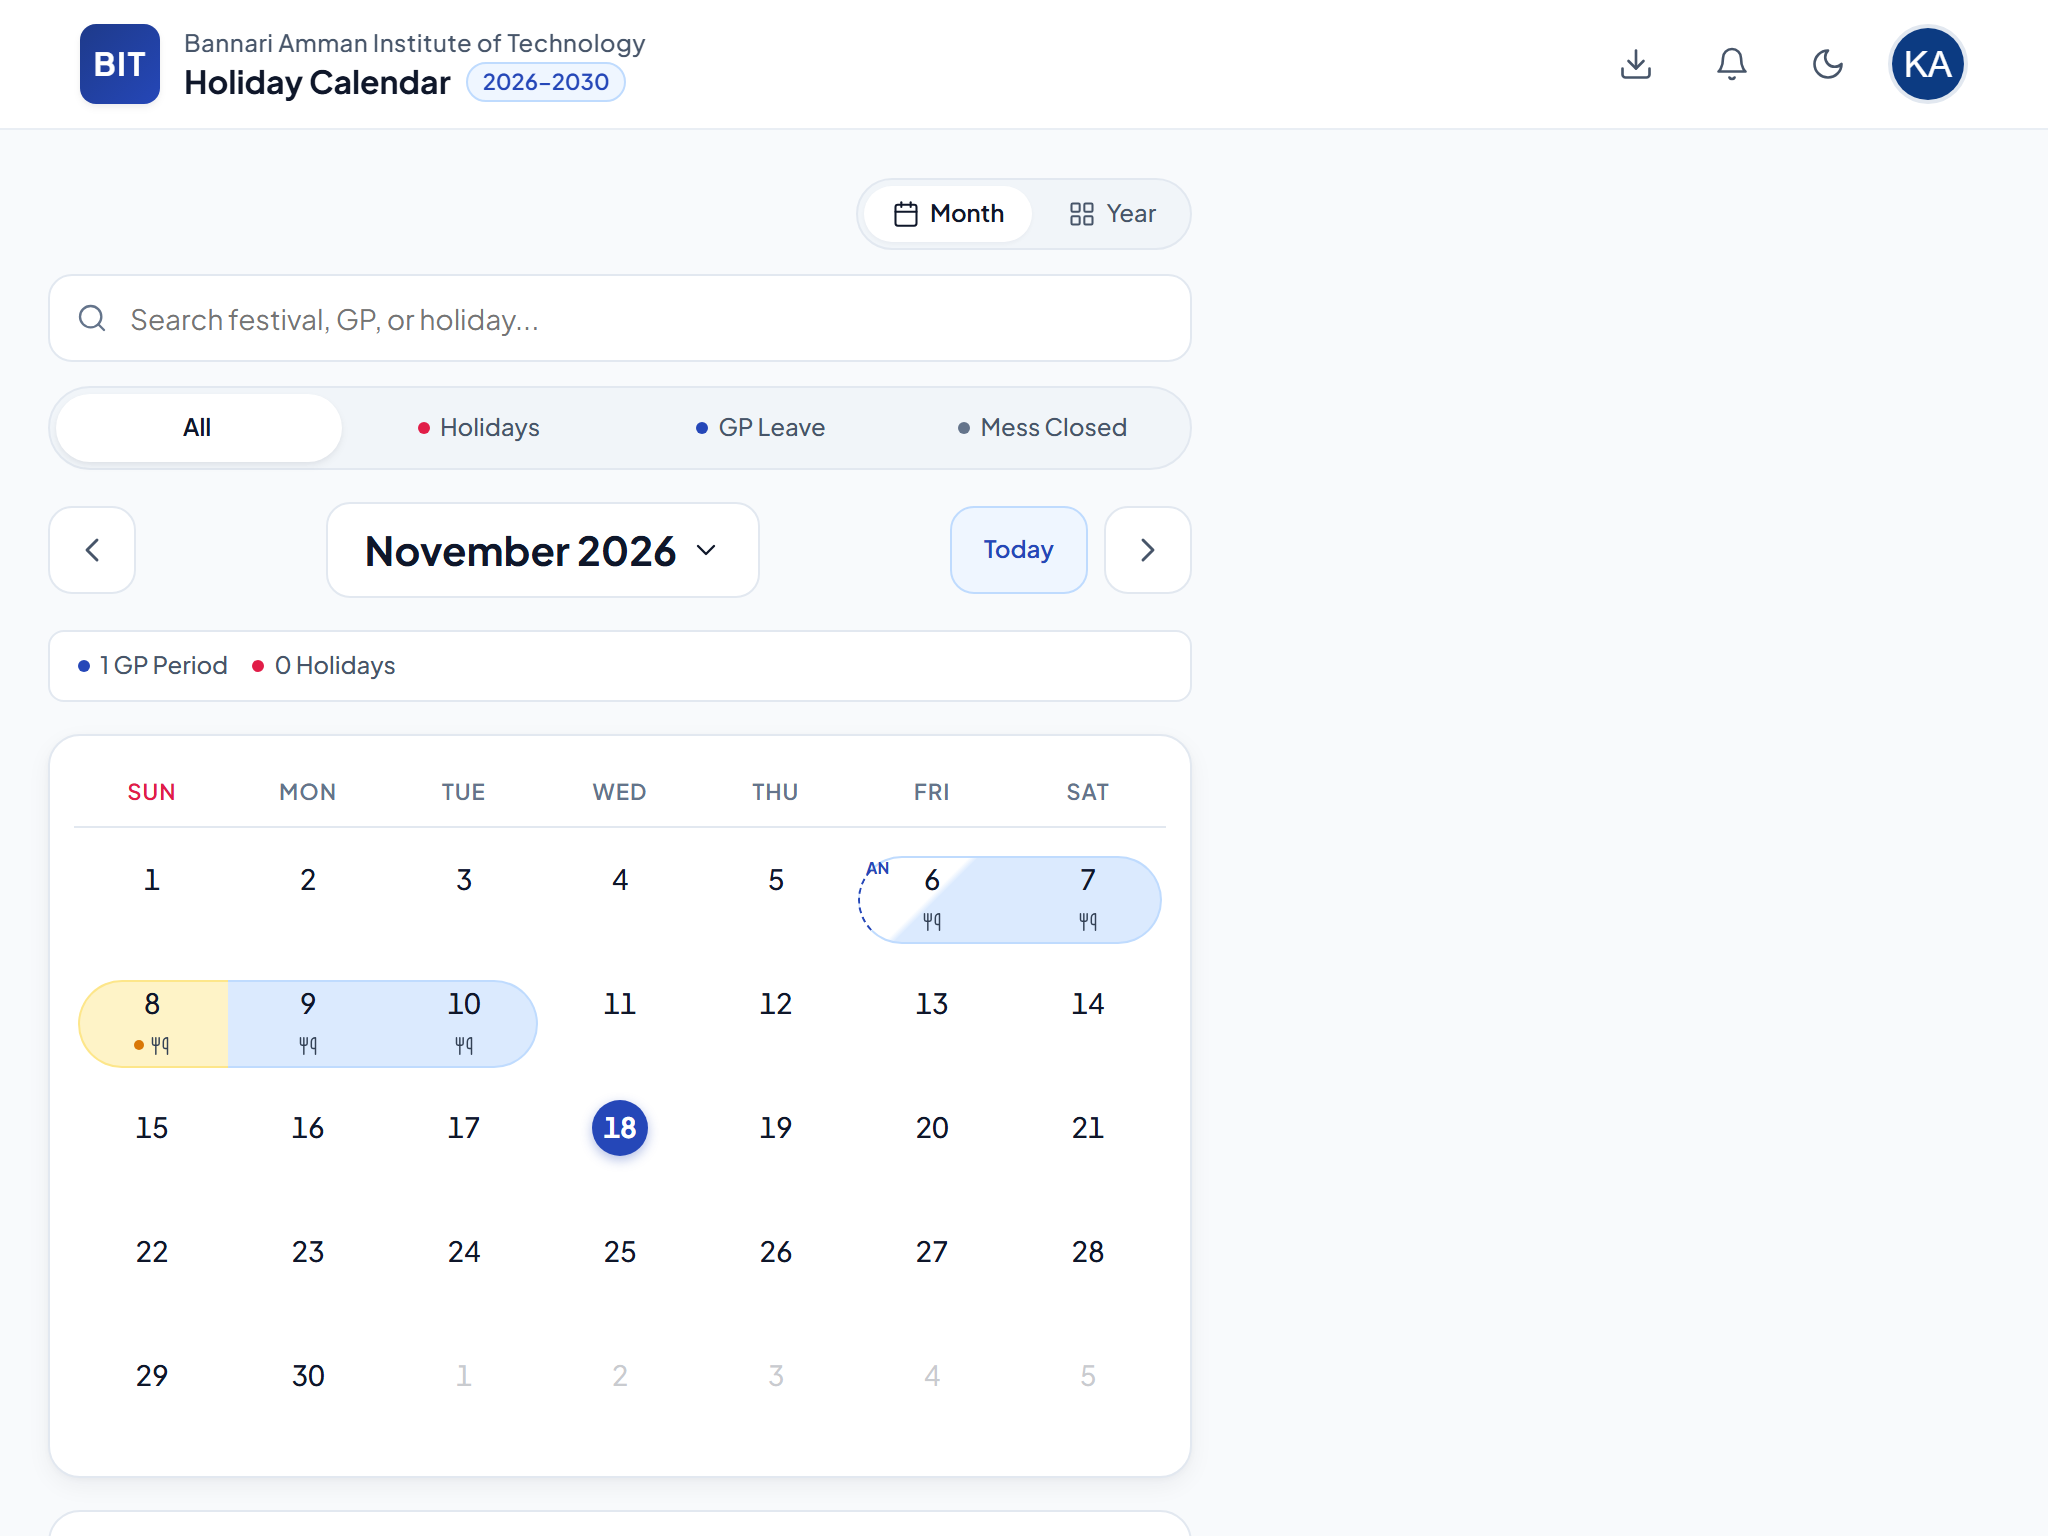 BIT
Bannari Amman Institute of Technology
Holiday Calendar 2026–2030
KA
Month Year
Search festival, GP, or holiday...
All Holidays GP Leave Mess Closed
November 2026 Today
1 GP Period 0 Holidays
SUN MON TUE WED THU FRI SAT
1 2 3 4 5 AN 6 7
8 9 10 11 12 13 14
15 16 17 18 19 20 21
22 23 24 25 26 27 28
29 30 1 2 3 4 5